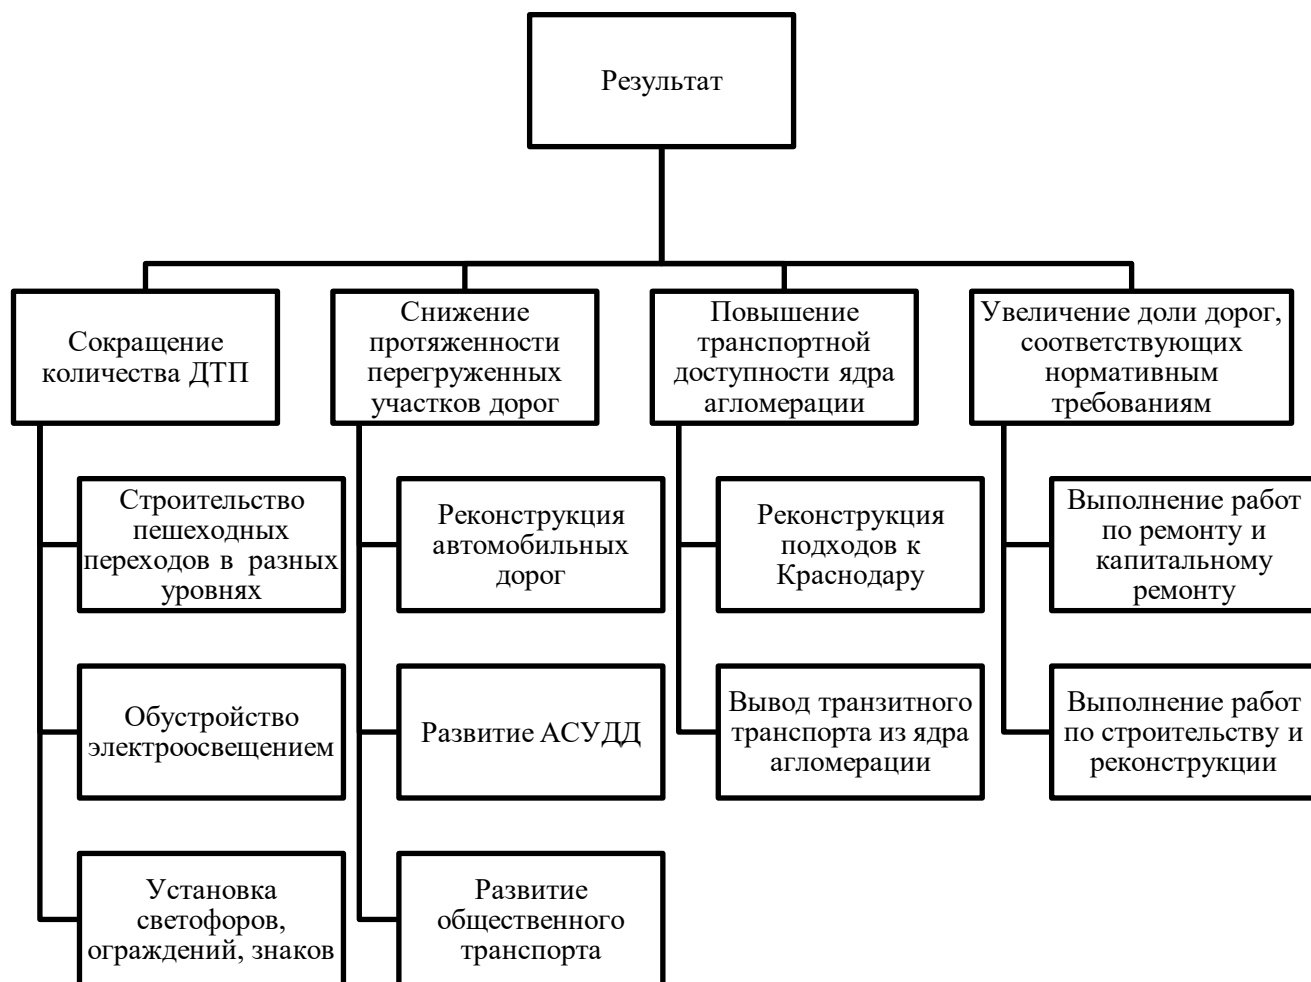 Результат
Сокращение
количества ДТП
Снижение
протяженности
перегруженных
участков дорог
Повышение
транспортной
доступности ядра
агломерации
Увеличение доли дорог,
соответствующих
нормативным
требованиям
Строительство
пешеходных
переходов в разных
уровнях
Реконструкция
автомобильных
дорог
Реконструкция
подходов к
Краснодару
Выполнение работ
по ремонту и
капитальному
ремонту
Обустройство
электроосвещением
Развитие АСУДД
Вывод транзитного
транспорта из ядра
агломерации
Выполнение работ
по строительству и
реконструкции
Установка
светофоров,
ограждений, знаков
Развитие
общественного
транспорта